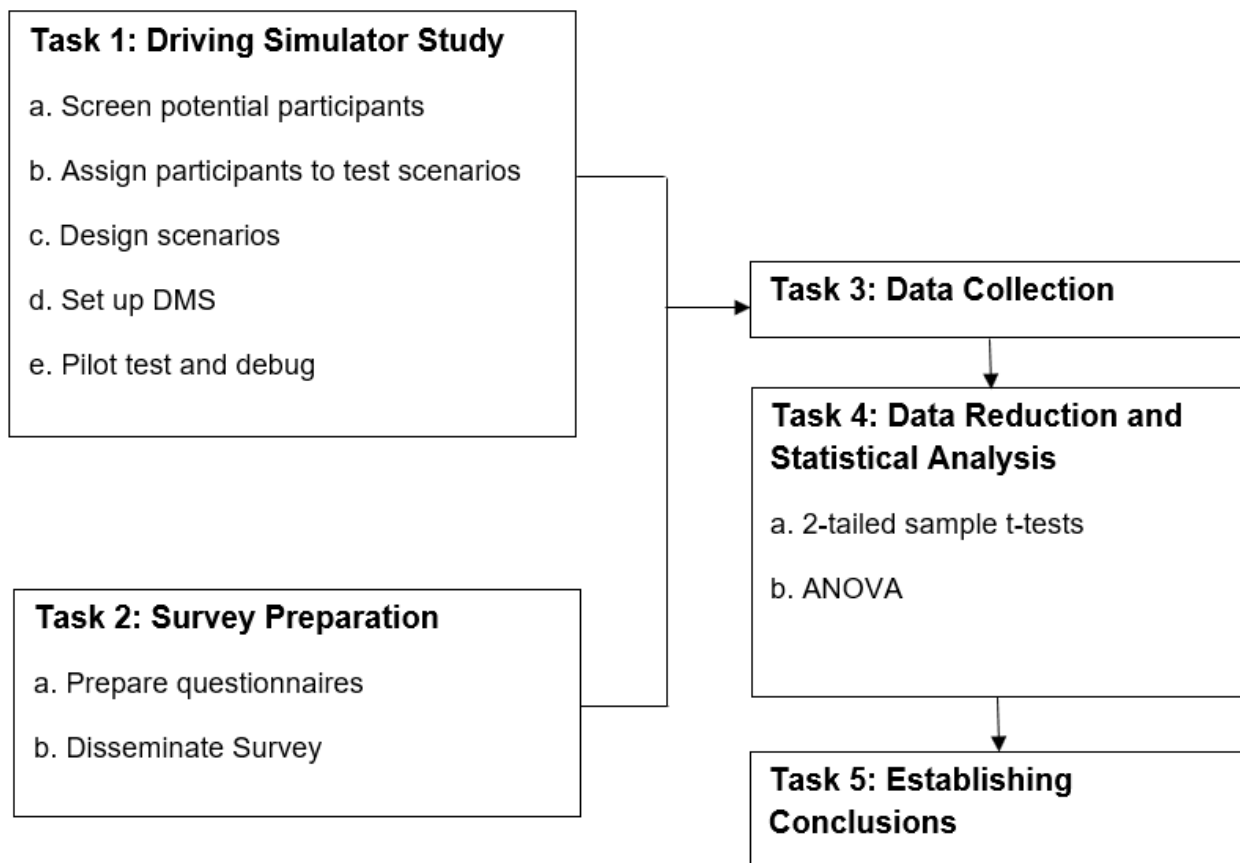 Task 1: Driving Simulator Study
a. Screen potential participants
b. Assign participants to test scenarios
c. Design scenarios
d. Set up DMS
e. Pilot test and debug
Task 2: Survey Preparation
a. Prepare questionnaires
b. Disseminate Survey
Task 3: Data Collection
Task 4: Data Reduction and
Statistical Analysis
a. 2-tailed sample t-tests
b. ANOVA
Task 5: Establishing
Conclusions